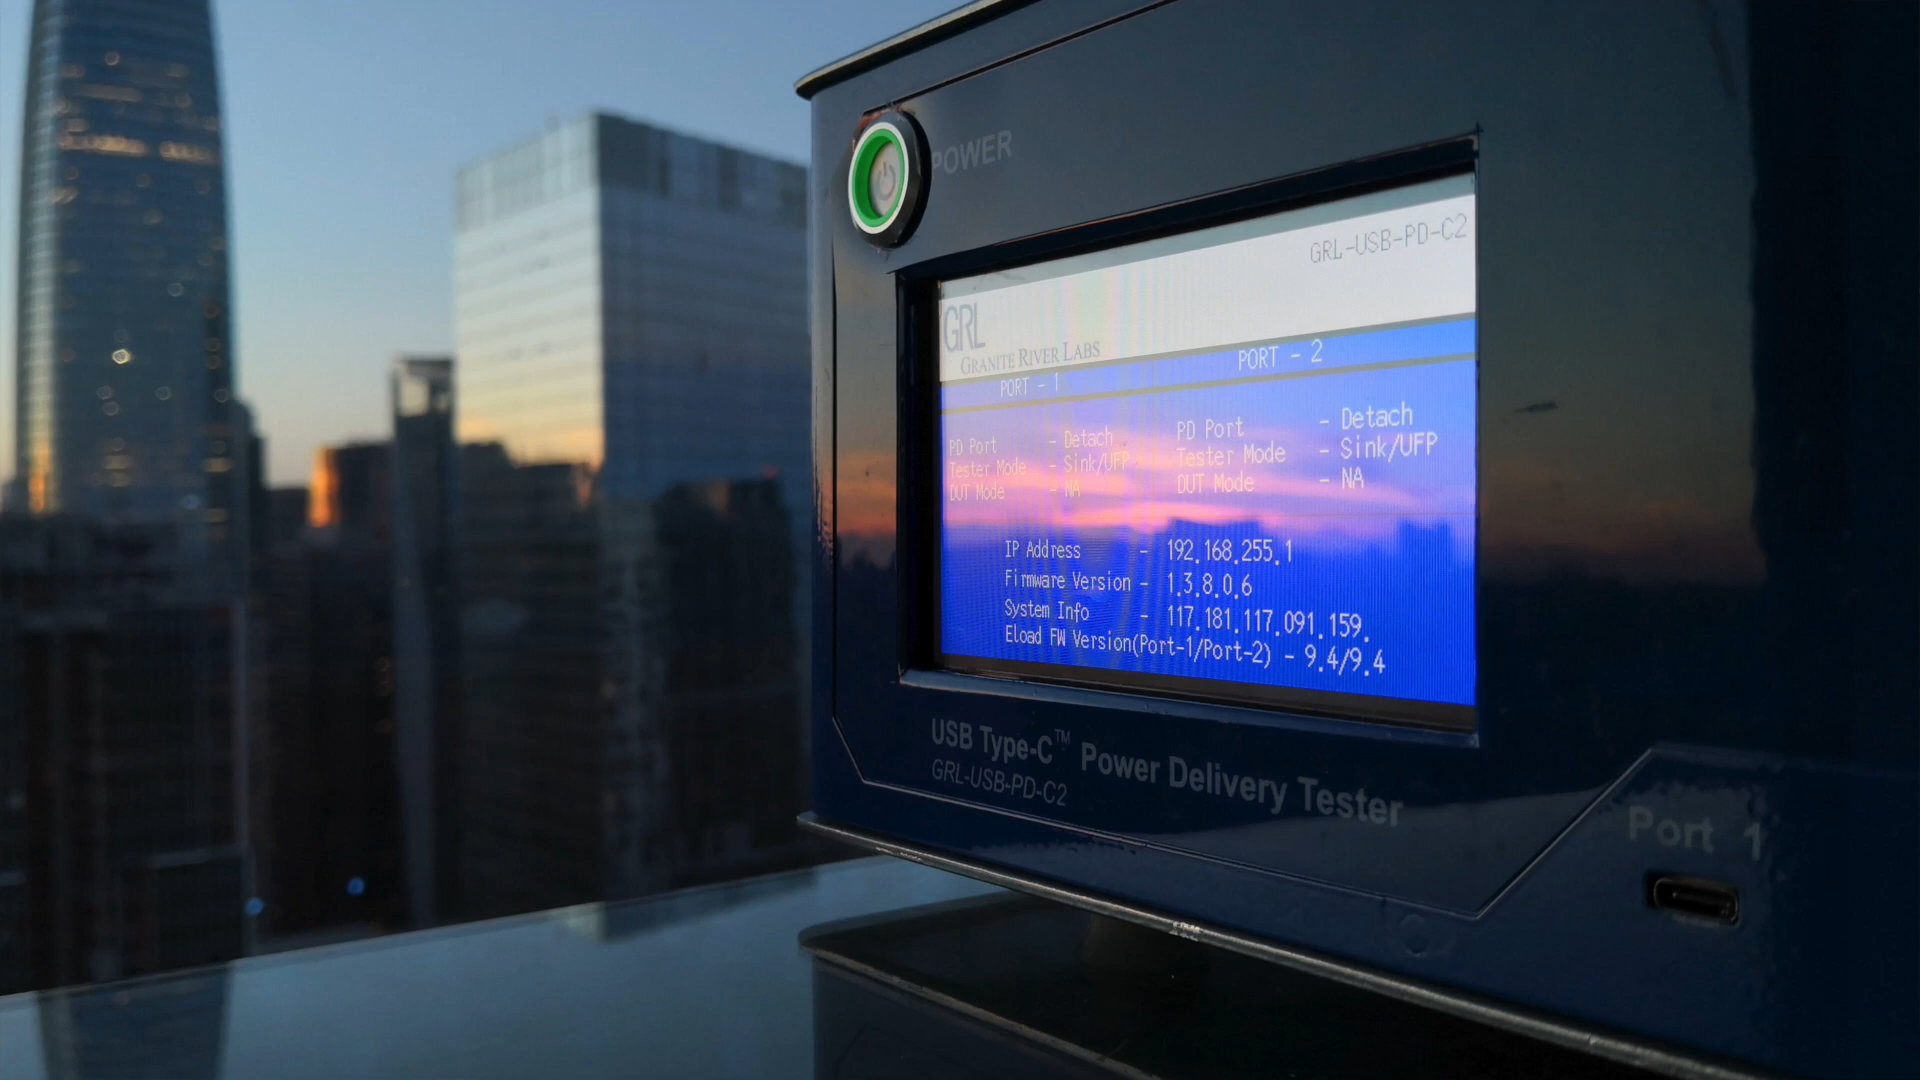 POWER
GRL-USB-PD-C2
GRL
GRANITE RIVER LABS
PORT - 1
PORT - 2
PD Port - Detach
Tester Mode - Sink/UFP
DUT Mode - NA
PD Port - Detach
Tester Mode - Sink/UFP
DUT Mode - NA
IP Address - 192.168.255.1
Firmware Version - 1.3.8.0.6
System Info - 117.181.117.091.159.
Eload FW Version(Port-1/Port-2) - 9.4/9.4
USB Type-C™ Power Delivery Tester
GRL-USB-PD-C2
Port 1